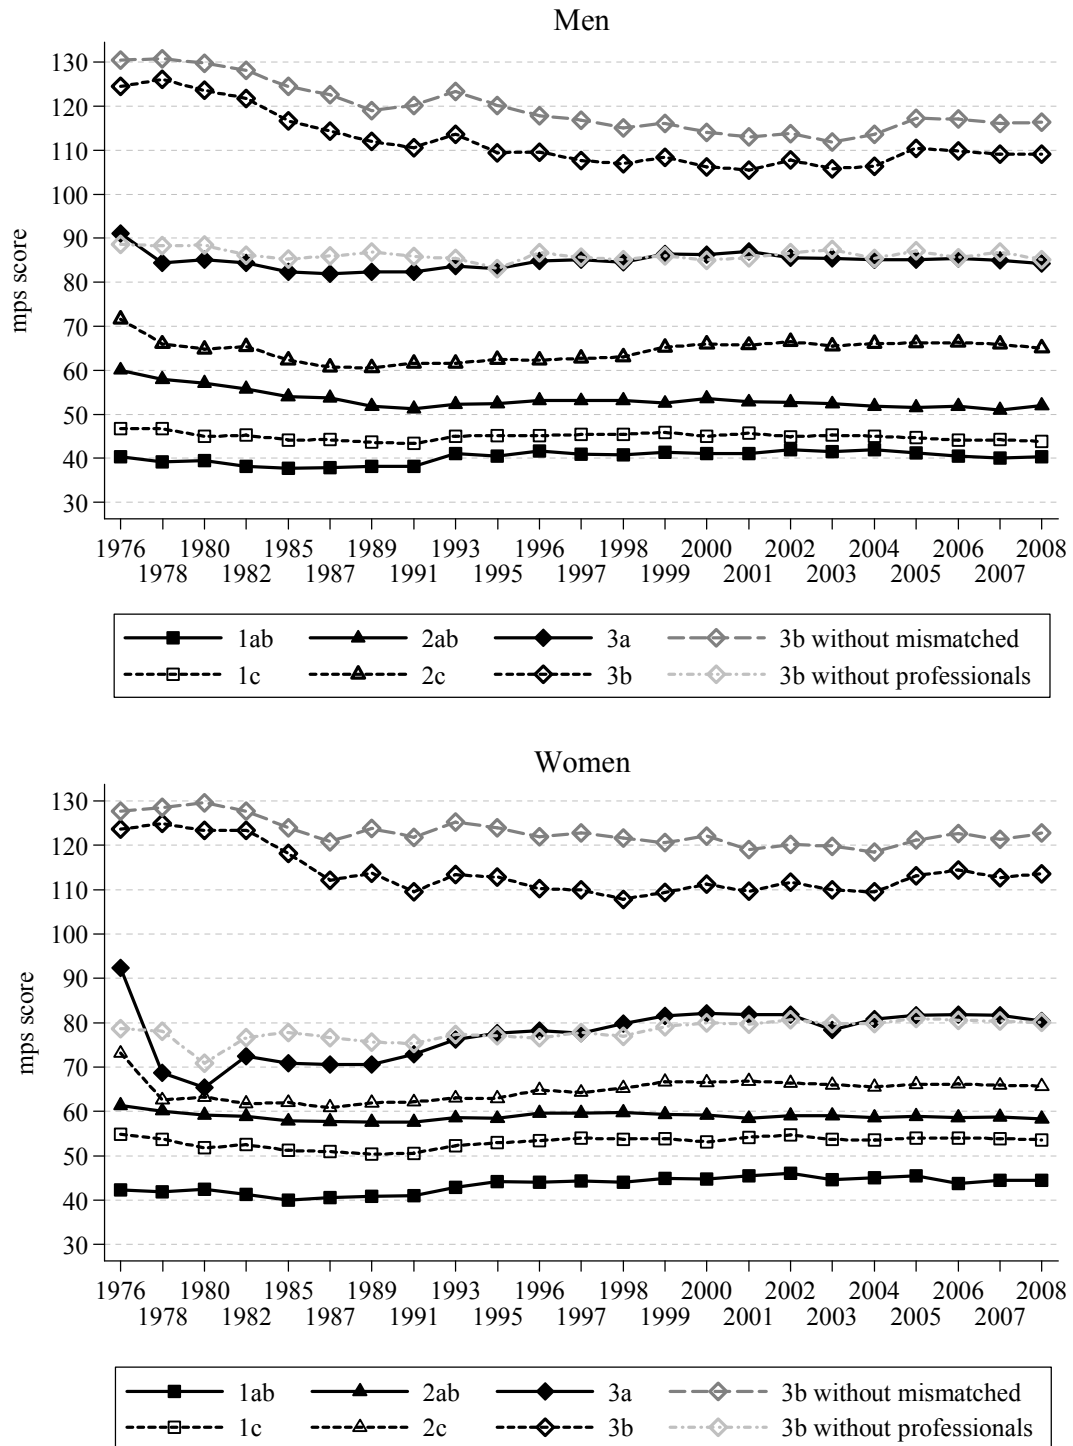 Men
mps score
130
120
110
100
90
80
70
60
50
40
30
1976 1980 1985 1989 1993 1996 1998 2000 2002 2004 2006 2008
1978 1982 1987 1991 1995 1997 1999 2001 2003 2005 2007
1ab 2ab 3a 3b without mismatched
1c 2c 3b 3b without professionals
Women
mps score
130
120
110
100
90
80
70
60
50
40
30
1976 1980 1985 1989 1993 1996 1998 2000 2002 2004 2006 2008
1978 1982 1987 1991 1995 1997 1999 2001 2003 2005 2007
1ab 2ab 3a 3b without mismatched
1c 2c 3b 3b without professionals